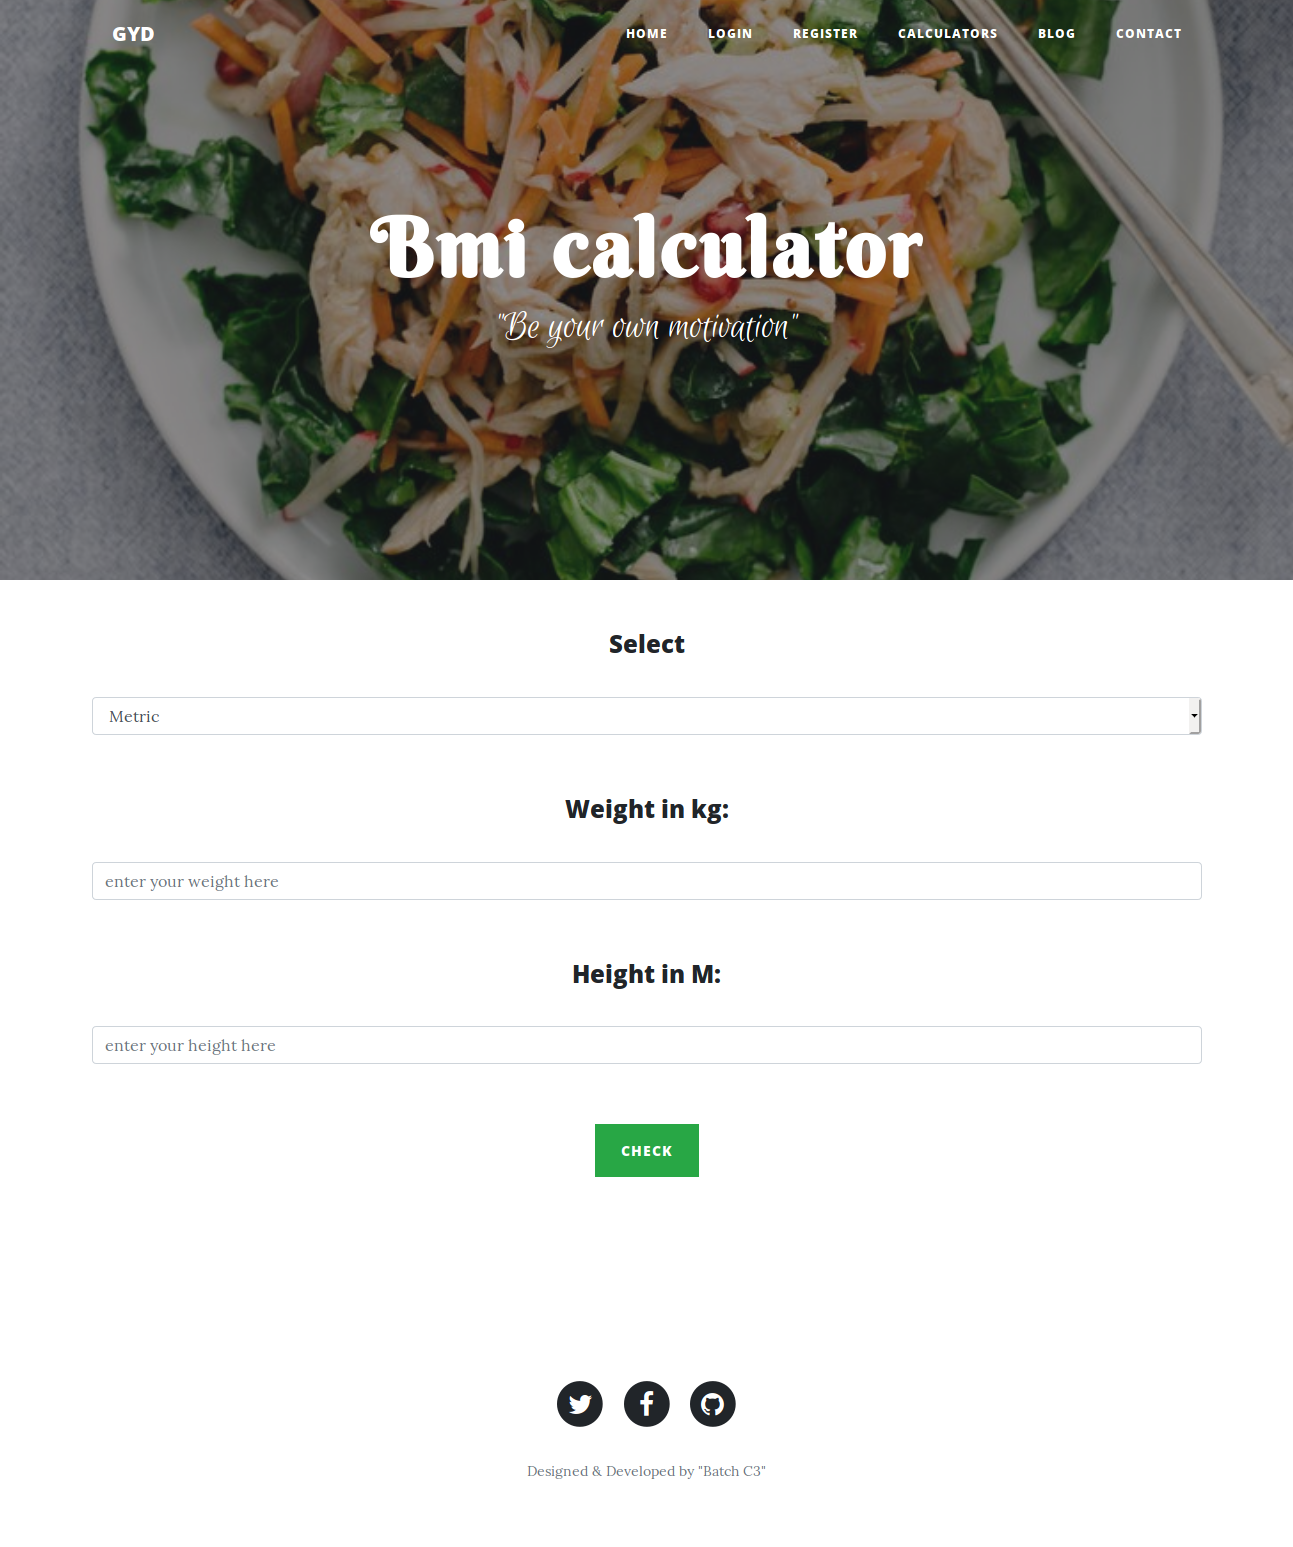 GYD
HOME LOGIN REGISTER CALCULATORS BLOG CONTACT
Bmi calculator
"Be your own motivation"
Select
Metric
Weight in kg:
enter your weight here
Height in M:
enter your height here
CHECK
Designed & Developed by "Batch C3"